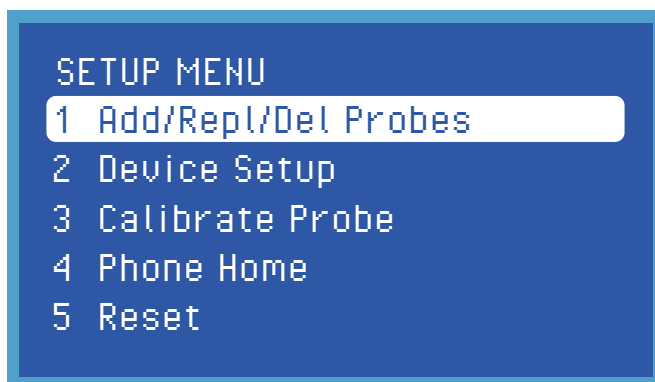 SETUP MENU
1 Add/Repl/Del Probes
2 Device Setup
3 Calibrate Probe
4 Phone Home
5 Reset